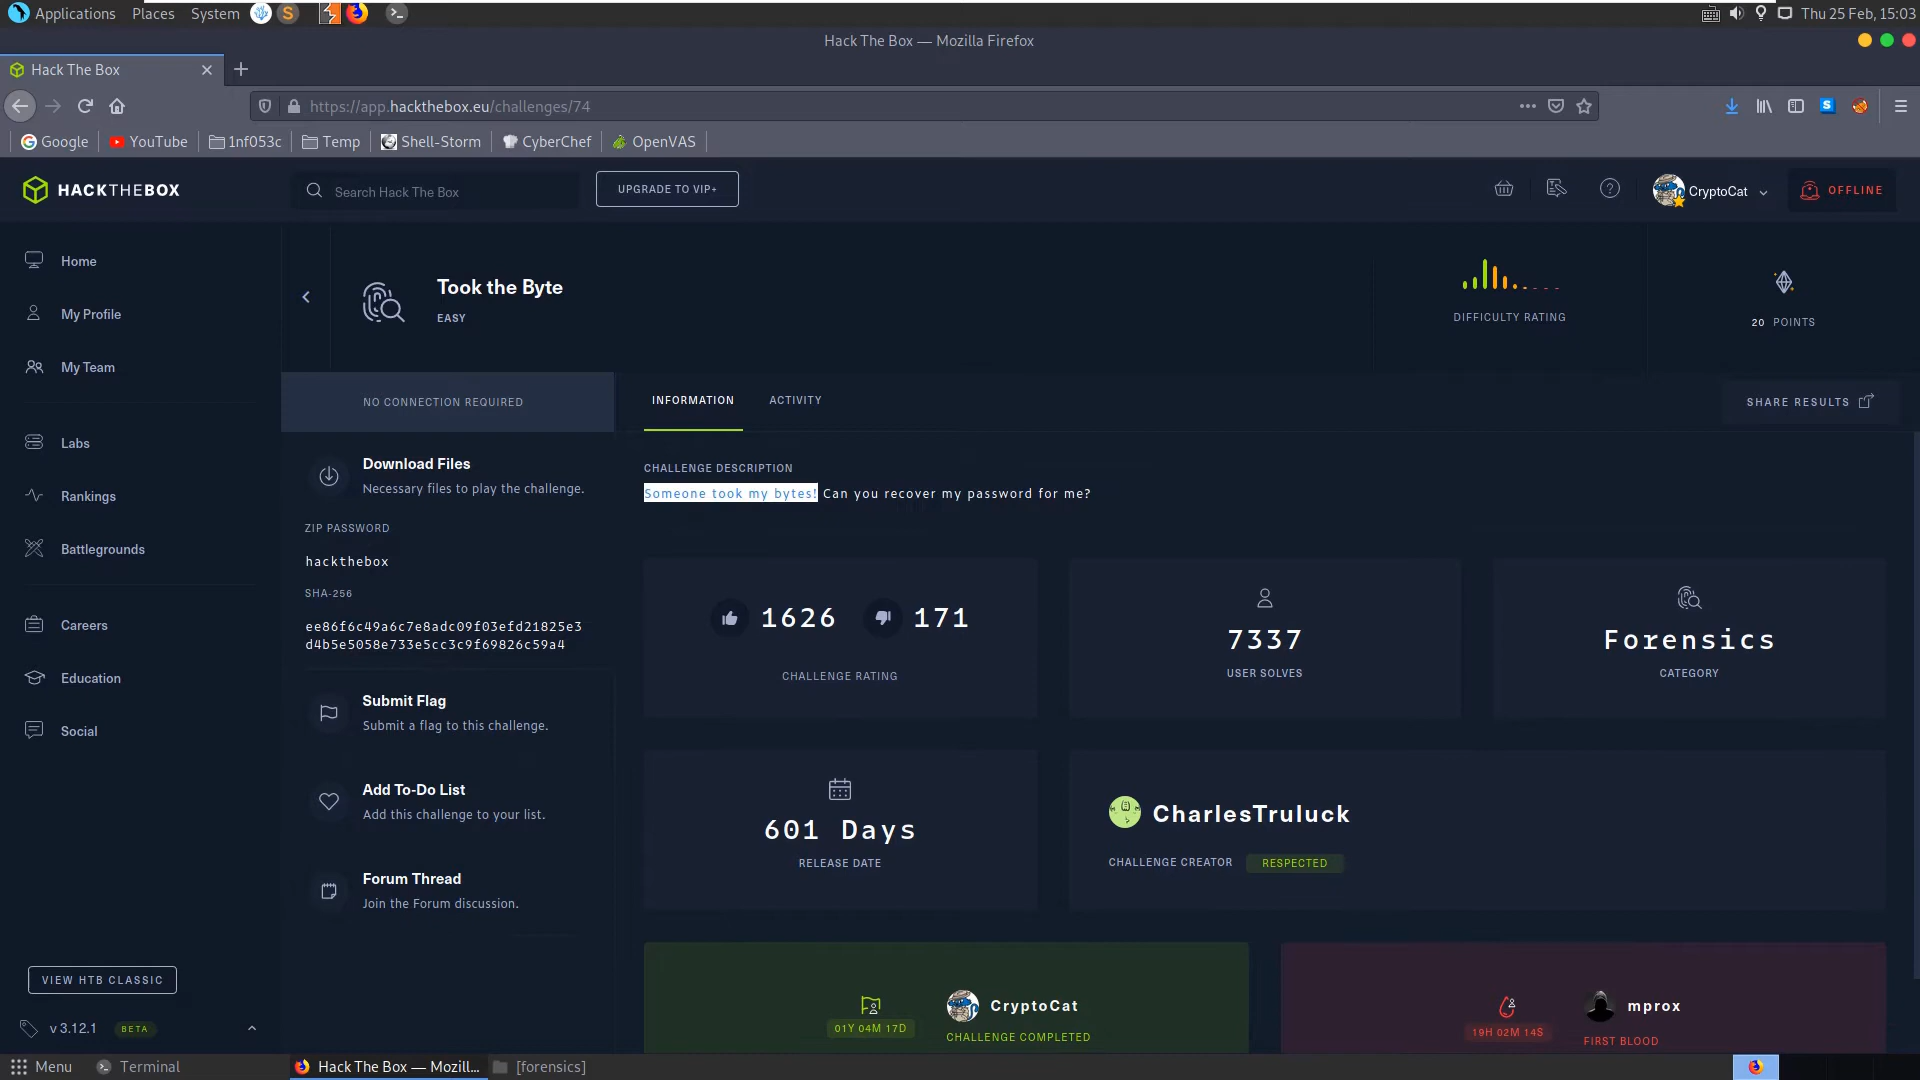 Applications Places System Thu 25 Feb, 15:03
Hack The Box — Mozilla Firefox
Hack The Box
https://app.hackthebox.eu/challenges/74
Google YouTube 1nf053c Temp Shell-Storm CyberChef OpenVAS
HACKTHEBOX Search Hack The Box UPGRADE TO VIP+ CryptoCat OFFLINE
Home
My Profile
My Team
Labs
Rankings
Battlegrounds
Careers
Education
Social
VIEW HTB CLASSIC
v 3.12.1 BETA
Took the Byte
EASY
DIFFICULTY RATING
20 POINTS
NO CONNECTION REQUIRED
Download Files
Necessary files to play the challenge.
ZIP PASSWORD
hackthebox
SHA-256
ee86f6c49a6c7e8adc09f03efd21825e3
d4b5e5058e733e5cc3c9f69826c59a4
Submit Flag
Submit a flag to this challenge.
Add To-Do List
Add this challenge to your list.
Forum Thread
Join the Forum discussion.
INFORMATION ACTIVITY SHARE RESULTS
CHALLENGE DESCRIPTION
Someone took my bytes! Can you recover my password for me?
1626 171
CHALLENGE RATING
7337
USER SOLVES
Forensics
CATEGORY
601 Days
RELEASE DATE
CharlesTruluck
CHALLENGE CREATOR RESPECTED
01Y 04M 17D
CryptoCat
CHALLENGE COMPLETED
19H 02M 14S
mprox
FIRST BLOOD
Menu Terminal Hack The Box — Mozill... [forensics]